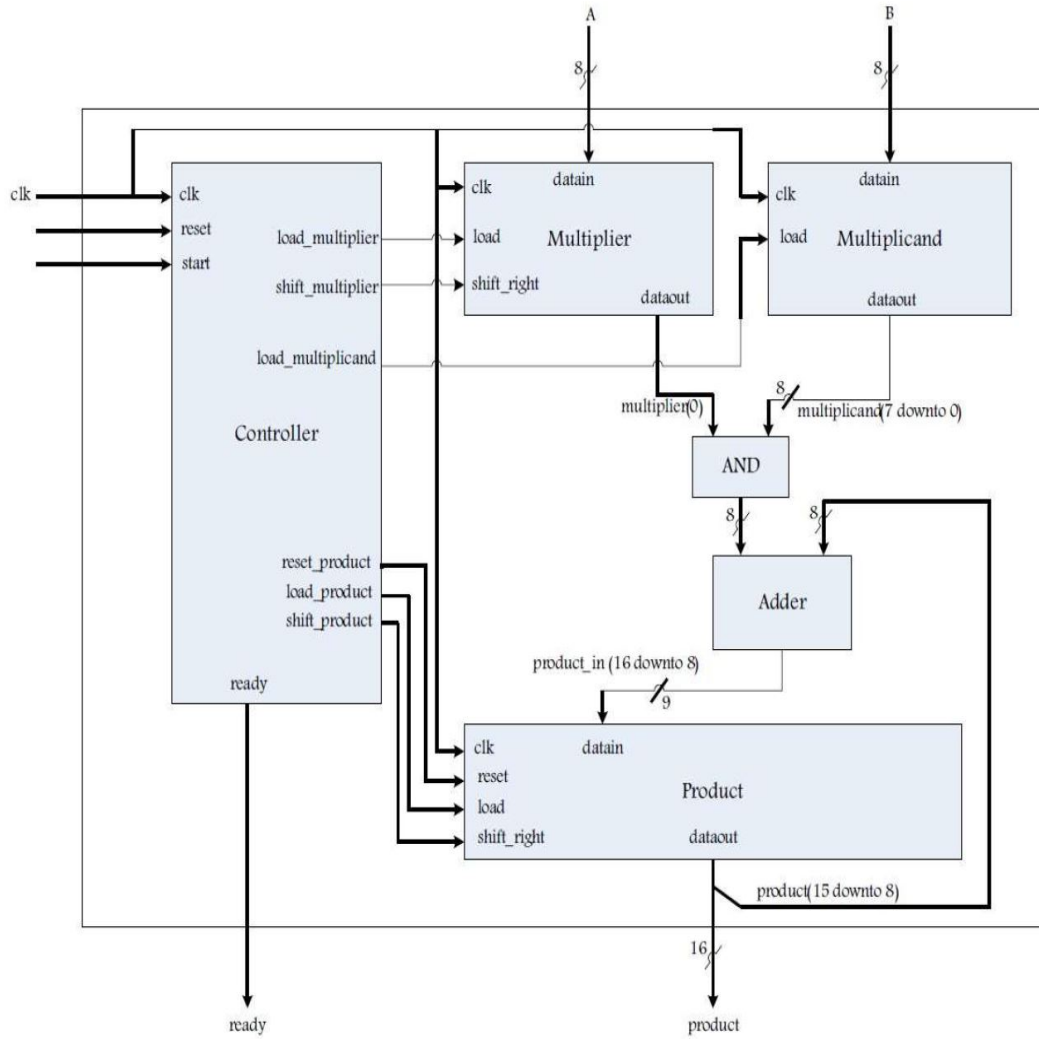 A
B
8
8
clk
clk
reset
start
load_multiplier
shift_multiplier
load_multiplicand
Controller
reset_product
load_product
shift_product
ready
datain
clk
load
Multiplier
shift_right
dataout
datain
clk
load
Multiplicand
dataout
multiplier(0)
8
multiplicand(7 downto 0)
AND
8
8
Adder
product_in (16 downto 8)
9
clk
datain
reset
Product
load
shift_right
dataout
product(15 downto 8)
16
ready
product